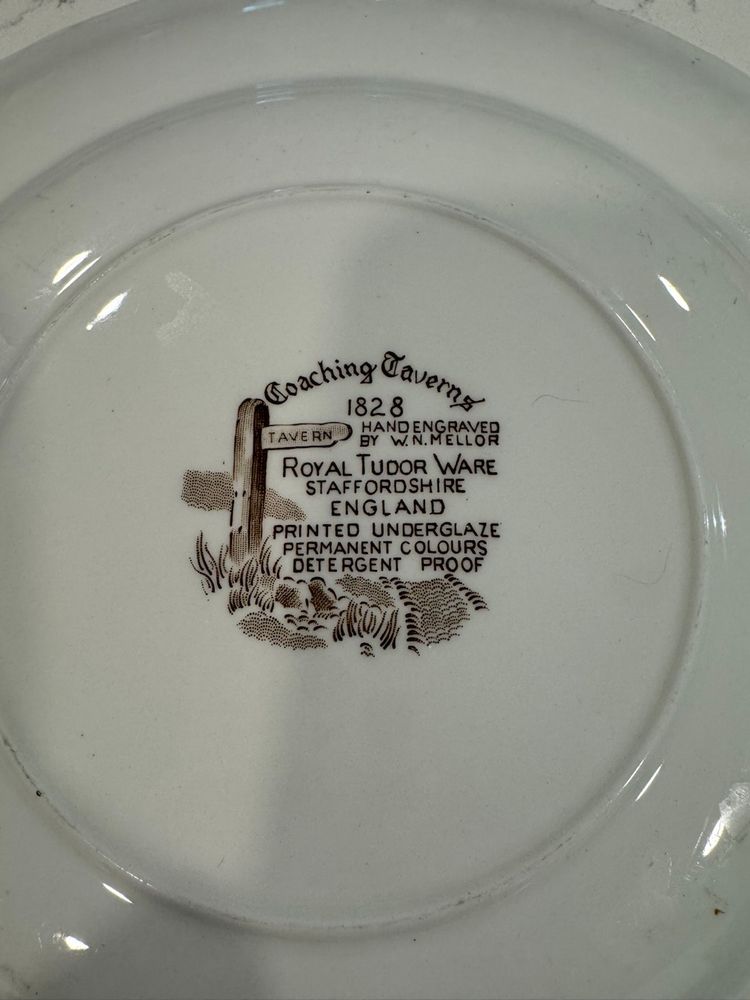 Coaching Taverns
1828
TAVERN
HAND ENGRAVED
BY W.N.MELLOR
ROYAL TUDOR WARE
STAFFORDSHIRE
ENGLAND
PRINTED UNDERGLAZE
PERMANENT COLOURS
DETERGENT PROOF